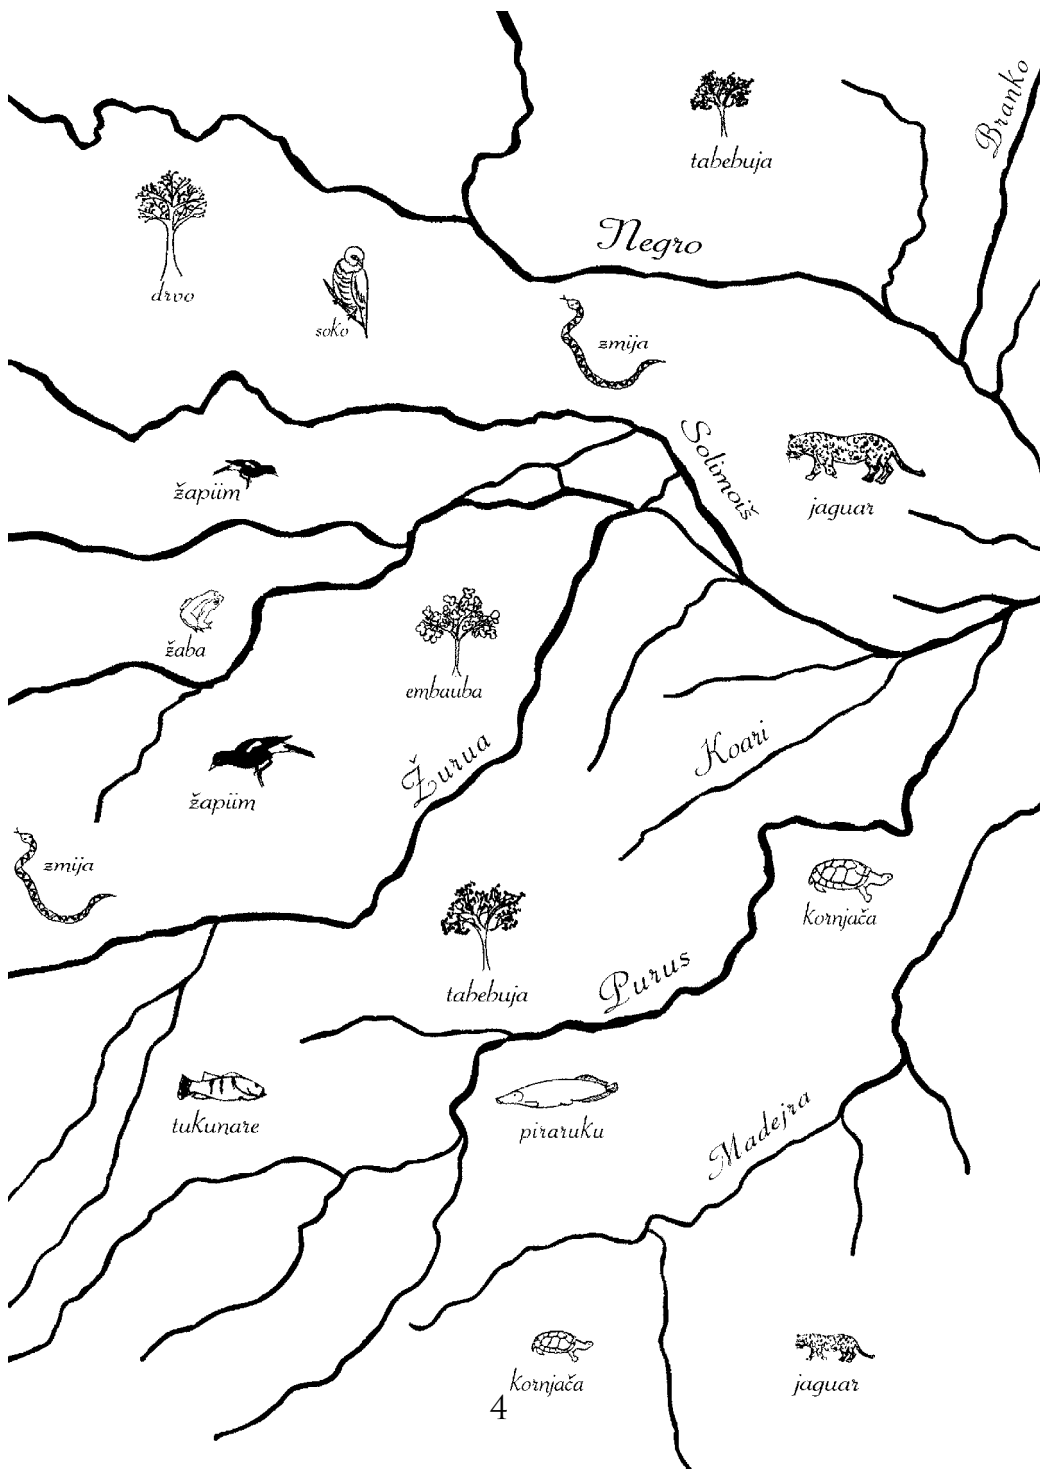 Branko
tabebuja
Negro
drvo
soko
zmija
Solimoiš
žapiim
jaguar
žaba
embauba
Koari
Žurua
žapiim
zmija
kornjača
tabebuja
Purus
tukunare
piraruku
Madejra
kornjača
jaguar
4